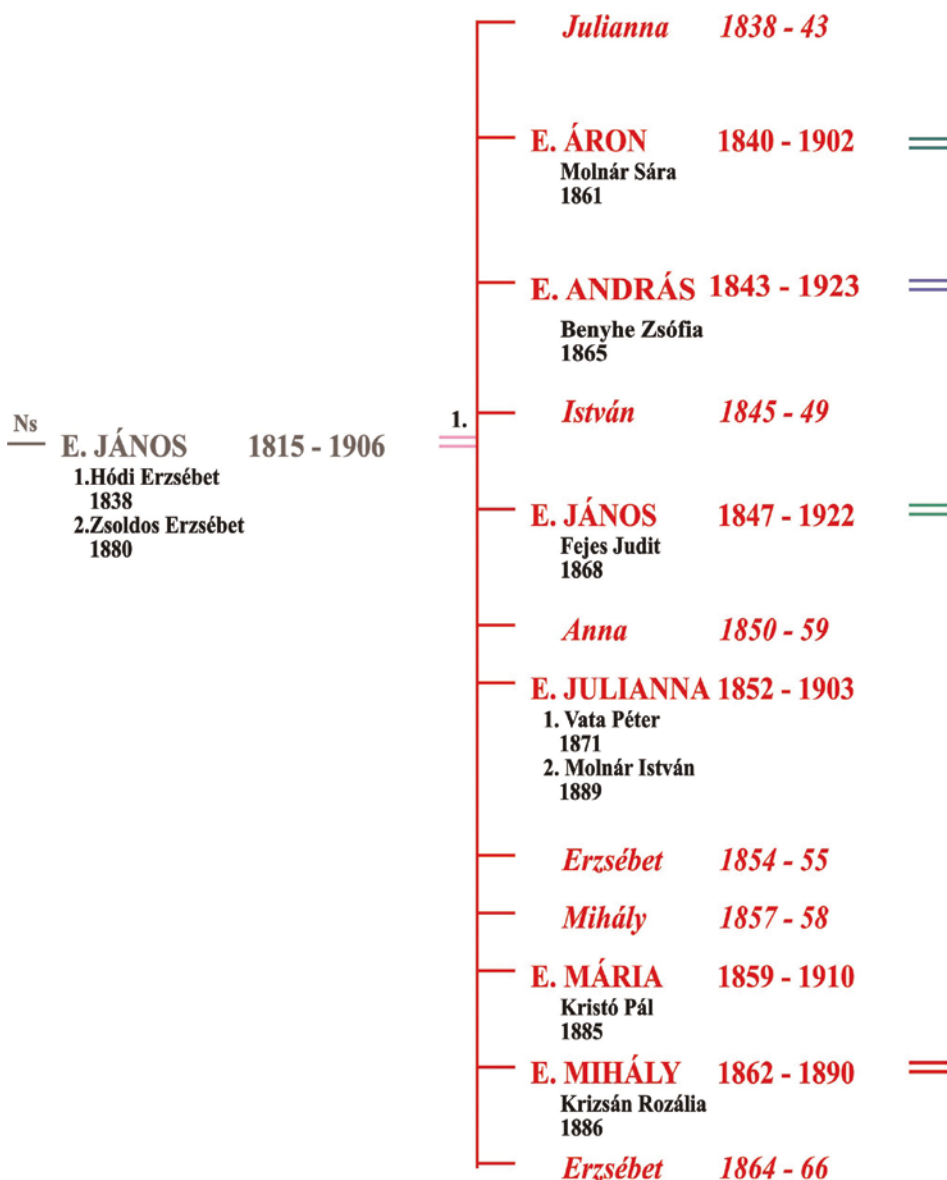 Julianna 1838 - 43
E. ÁRON 1840 - 1902
Molnár Sára
1861
E. ANDRÁS 1843 - 1923
Benyhe Zsófia
1865
István 1845 - 49
1.
Ns
E. JÁNOS 1815 - 1906
1.Hódi Erzsébet
1838
2.Zsoldos Erzsébet
1880
E. JÁNOS 1847 - 1922
Fejes Judit
1868
Anna 1850 - 59
E. JULIANNA 1852 - 1903
1. Vata Péter
1871
2. Molnár István
1889
Erzsébet 1854 - 55
Mihály 1857 - 58
E. MÁRIA 1859 - 1910
Kristó Pál
1885
E. MIHÁLY 1862 - 1890
Krizsán Rozália
1886
Erzsébet 1864 - 66